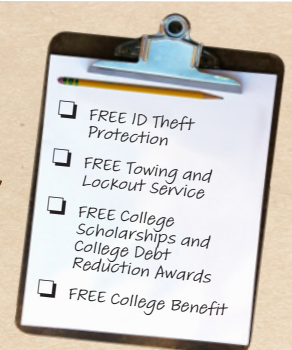 FREE ID Theft
Protection
FREE Towing and
Lockout Service
FREE College
Scholarships and
College Debt
Reduction Awards
FREE College Benefit